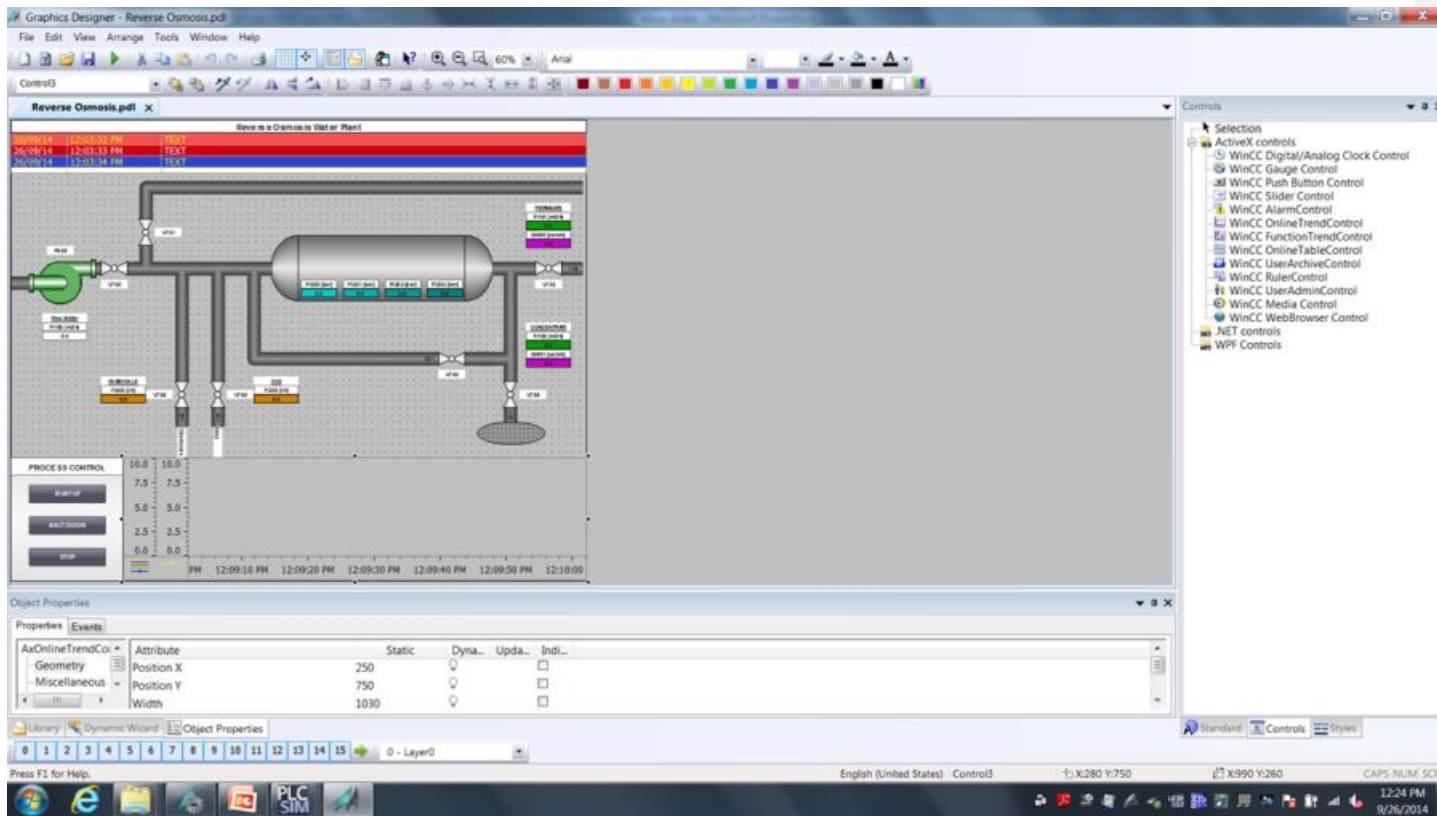 Graphics Designer - Reverse Osmosis.pdl
File Edit View Arrange Tools Window Help
60% Arial
Control3
Reverse Osmosis.pdl X
Reverse Osmosis Water Plant
26/09/14 12:03:32 PM TEXT
26/09/14 12:03:33 PM TEXT
26/09/14 12:03:34 PM TEXT
PROCESS CONTROL
STARTUP
SHUTDOWN
STOP
10.0 10.0
7.5 7.5
5.0 5.0
2.5 2.5
0.0 0.0
PM 12:09:10 PM 12:09:20 PM 12:09:30 PM 12:09:40 PM 12:09:50 PM 12:10:00
Controls
Selection
ActiveX controls
WinCC Digital/Analog Clock Control
WinCC Gauge Control
WinCC Push Button Control
WinCC Slider Control
WinCC AlarmControl
WinCC OnlineTrendControl
WinCC FunctionTrendControl
WinCC OnlineTableControl
WinCC UserArchiveControl
WinCC RulerControl
WinCC UserAdminControl
WinCC Media Control
WinCC WebBrowser Control
.NET controls
WPF Controls
Object Properties
Properties Events
AxOnlineTrendCo
Geometry
Miscellaneous
Attribute Static Dyna... Upda... Indi...
Position X 250
Position Y 750
Width 1030
Library Dynamic Wizard Object Properties
Standard Controls Styles
0 1 2 3 4 5 6 7 8 9 10 11 12 13 14 15 0 - Layer0
Press F1 for Help. English (United States) Control3 X:280 Y:750 X:990 Y:260 CAPS NUM SC
PLC SIM
12:24 PM
9/26/2014